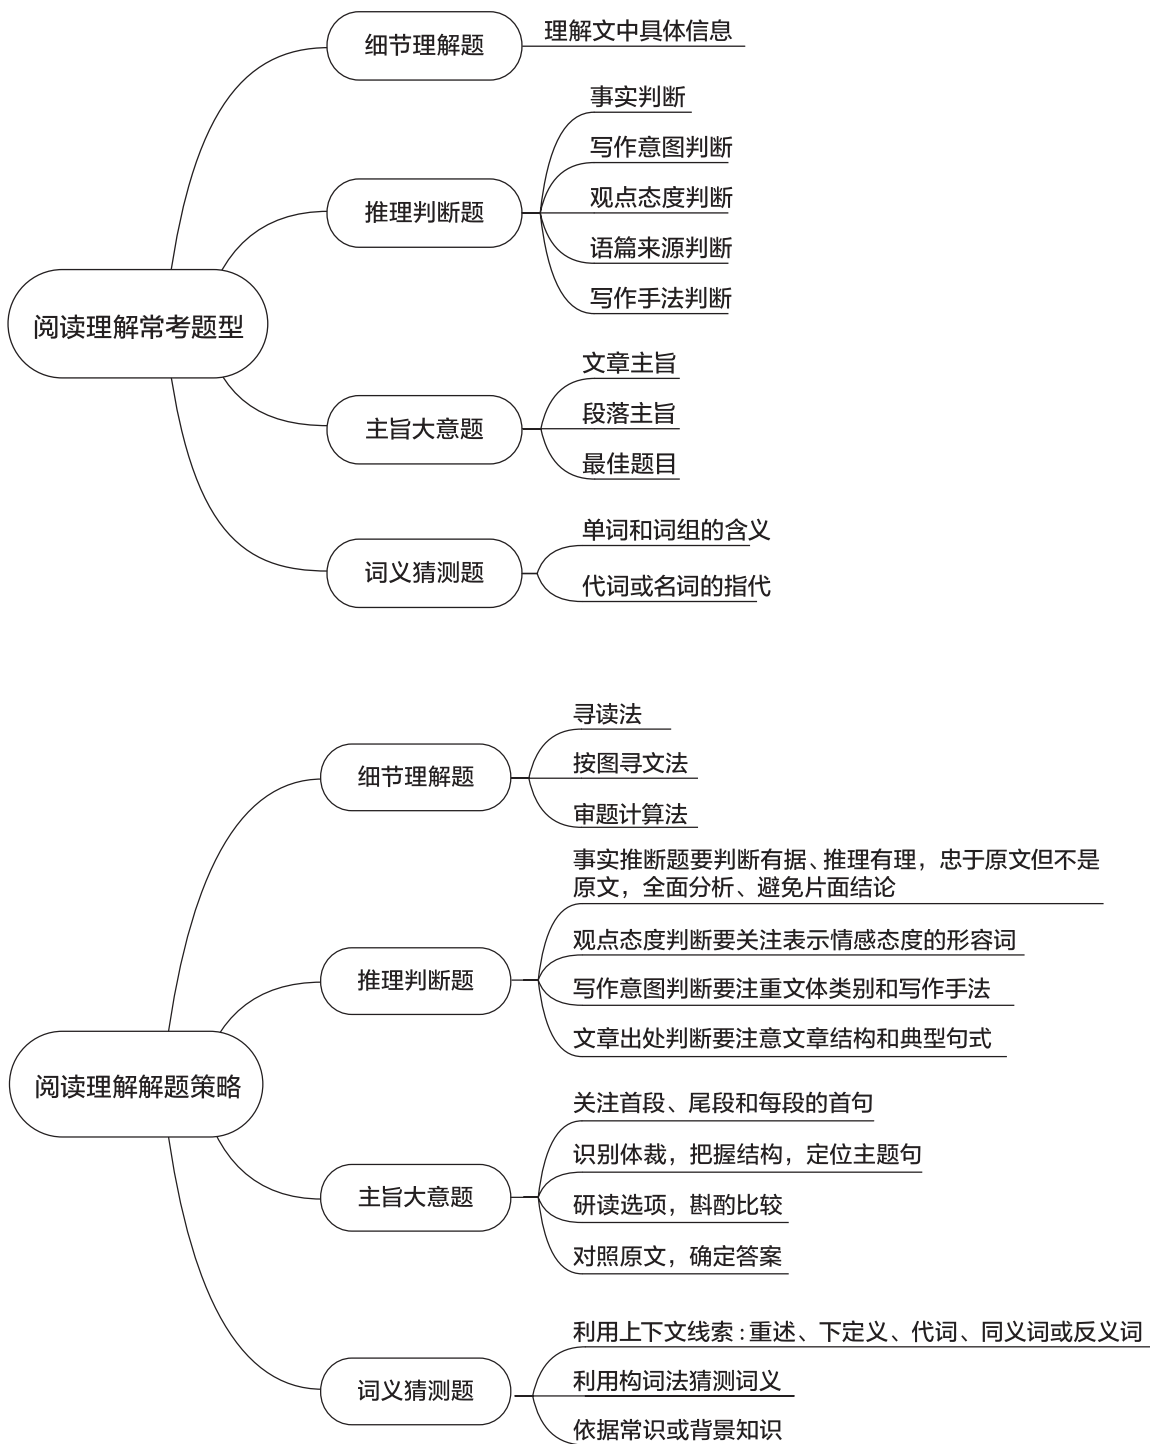 阅读理解常考题型
细节理解题
理解文中具体信息
推理判断题
事实判断
写作意图判断
观点态度判断
语篇来源判断
写作手法判断
主旨大意题
文章主旨
段落主旨
最佳题目
词义猜测题
单词和词组的含义
代词或名词的指代
阅读理解解题策略
细节理解题
寻读法
按图寻文法
审题计算法
推理判断题
事实推断题要判断有据、推理有理，忠于原文但不是
原文，全面分析、避免片面结论
观点态度判断要关注表示情感态度的形容词
写作意图判断要注重文体类别和写作手法
文章出处判断要注意文章结构和典型句式
主旨大意题
关注首段、尾段和每段的首句
识别体裁，把握结构，定位主题句
研读选项，斟酌比较
对照原文，确定答案
词义猜测题
利用上下文线索：重述、下定义、代词、同义词或反义词
利用构词法猜测词义
依据常识或背景知识